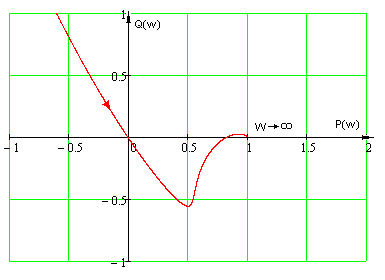 1 Q(w)
0.5
W→∞ P(w)
− 1 − 0.5 0 0.5 1 1.5 2
− 0.5
− 1